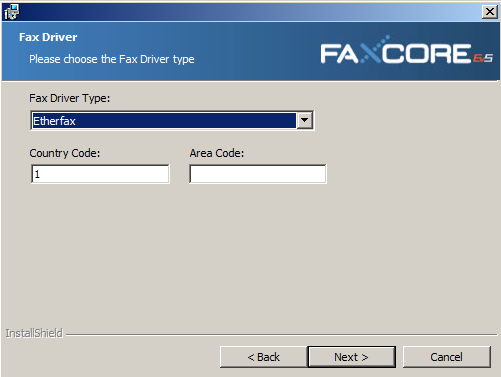 Fax Driver
Please choose the Fax Driver type
FAXCORE 6.5
Fax Driver Type:
Etherfax
Country Code:
Area Code:
1
InstallShield
< Back
Next >
Cancel